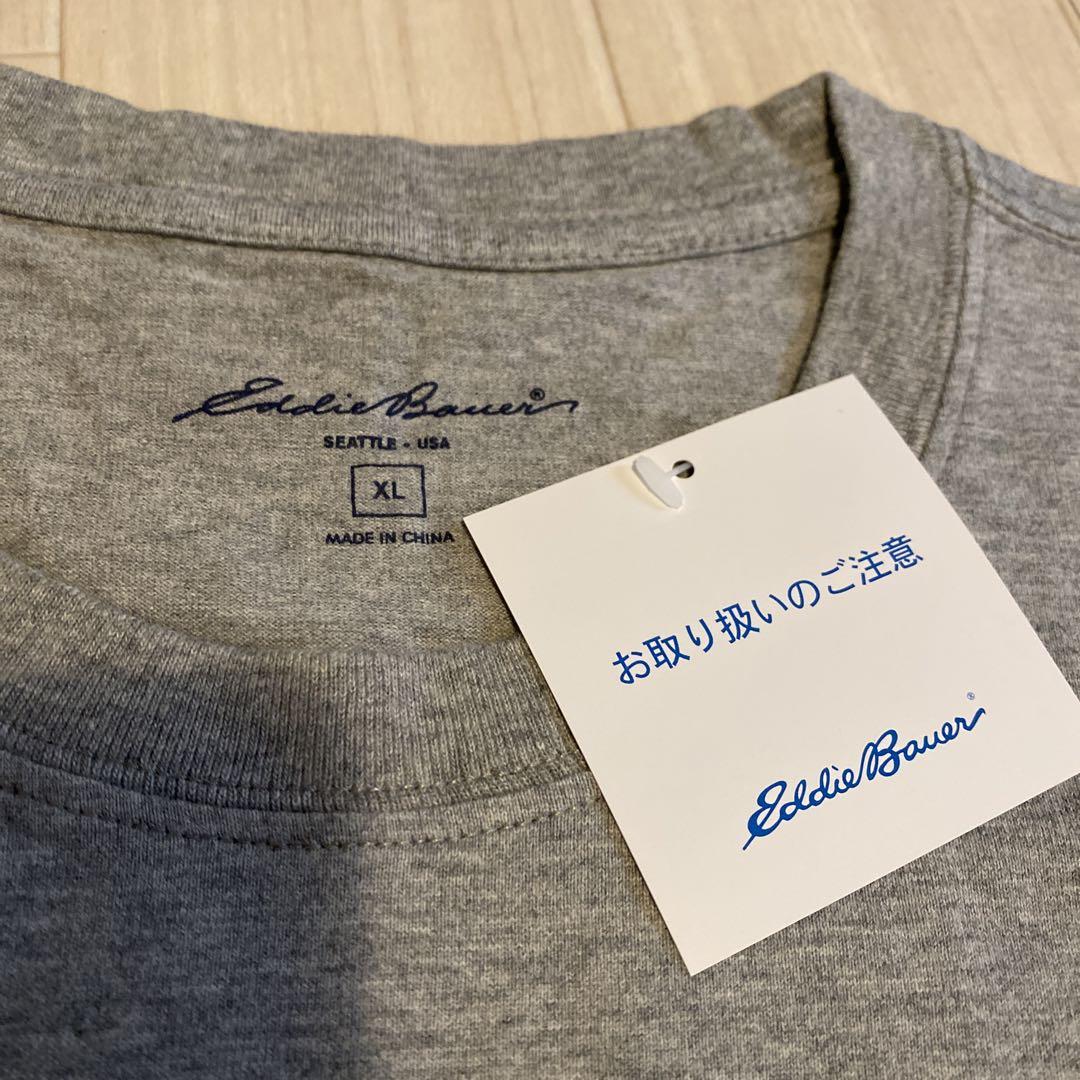 Eddie Bauer®
SEATTLE - USA
XL
MADE IN CHINA
お取り扱いのご注意
Eddie Bauer®